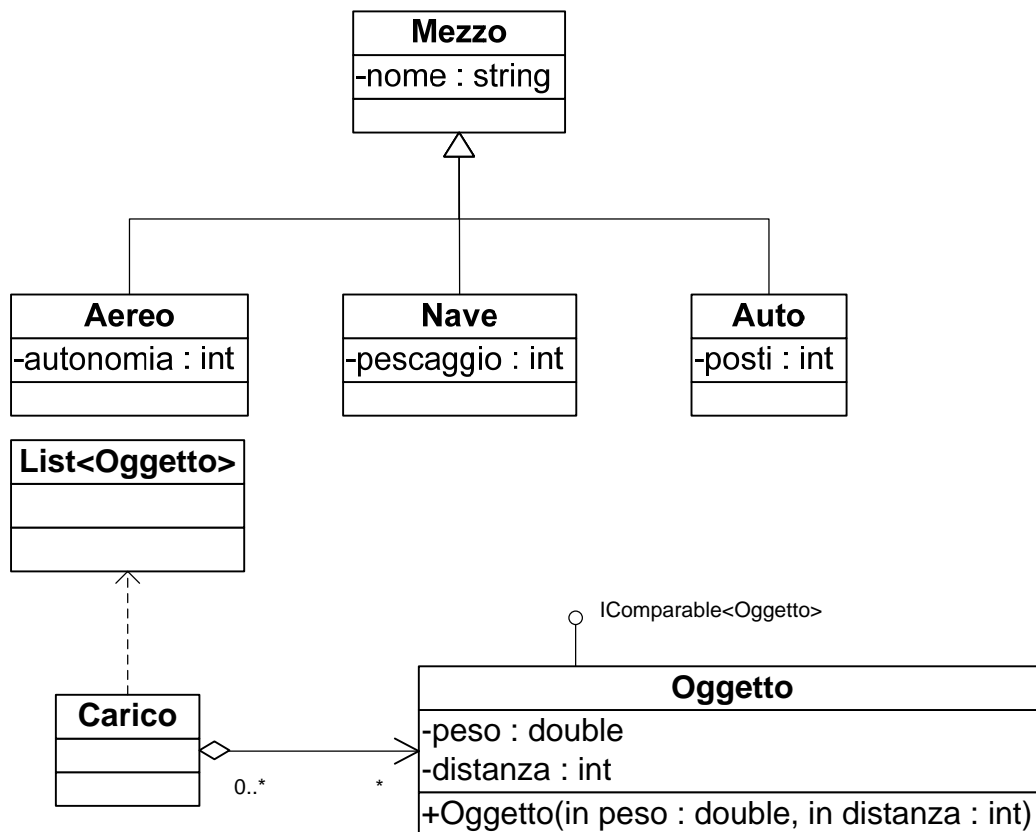 Mezzo
-nome : string
Aereo
-autonomia : int
Nave
-pescaggio : int
Auto
-posti : int
List<Oggetto>
IComparable<Oggetto>
Carico
0..*
*
Oggetto
-peso : double
-distanza : int
+Oggetto(in peso : double, in distanza : int)